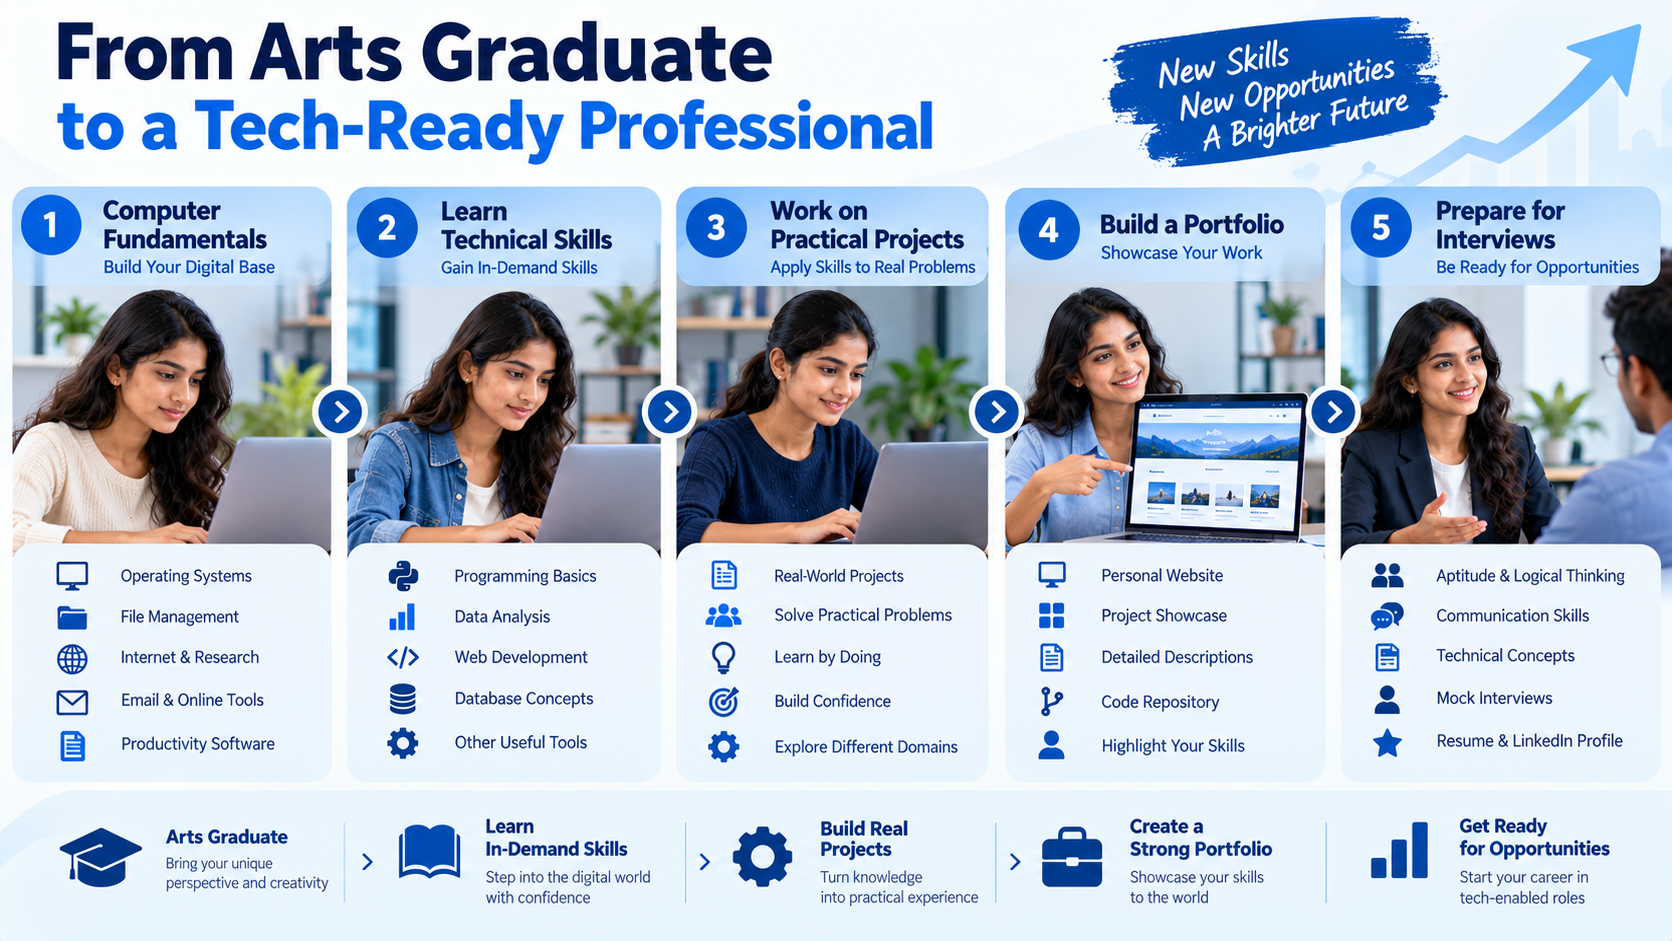 From Arts Graduate
to a Tech-Ready Professional
New Skills
New Opportunities
A Brighter Future
1
Computer
Fundamentals
Build Your Digital Base
Operating Systems
File Management
Internet & Research
Email & Online Tools
Productivity Software
2
Learn
Technical Skills
Gain In-Demand Skills
Programming Basics
Data Analysis
Web Development
Database Concepts
Other Useful Tools
3
Work on
Practical Projects
Apply Skills to Real Problems
Real-World Projects
Solve Practical Problems
Learn by Doing
Build Confidence
Explore Different Domains
4
Build a Portfolio
Showcase Your Work
Personal Website
Project Showcase
Detailed Descriptions
Code Repository
Highlight Your Skills
5
Prepare for
Interviews
Be Ready for Opportunities
Aptitude & Logical Thinking
Communication Skills
Technical Concepts
Mock Interviews
Resume & LinkedIn Profile
Arts Graduate
Bring your unique
perspective and creativity
Learn
In-Demand Skills
Step into the digital world
with confidence
Build Real
Projects
Turn knowledge
into practical experience
Create a
Strong Portfolio
Showcase your skills
to the world
Get Ready
for Opportunities
Start your career in
tech-enabled roles